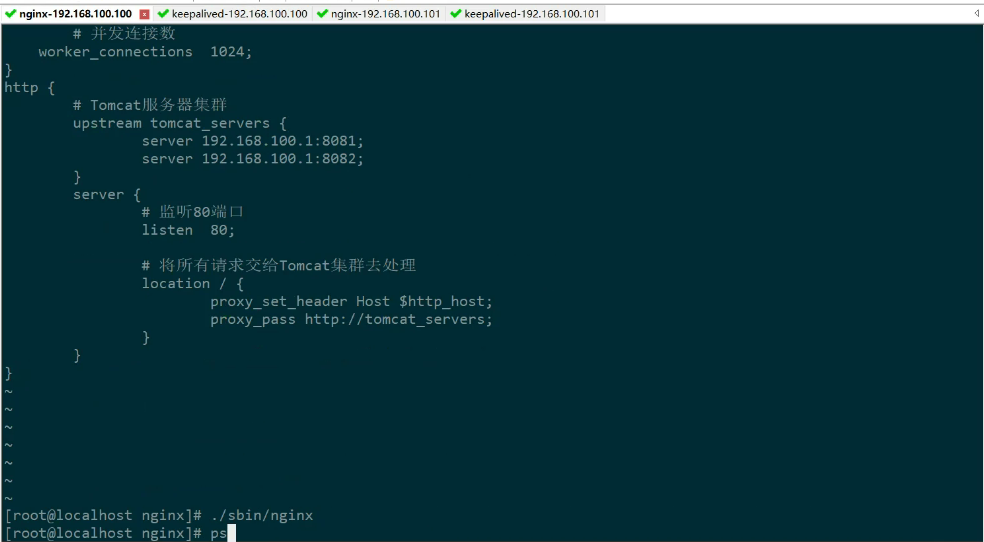 nginx-192.168.100.100 keepalived-192.168.100.100 nginx-192.168.100.101 keepalived-192.168.100.101
# 并发连接数
worker_connections 1024;
}
http {
# Tomcat服务器集群
upstream tomcat_servers {
server 192.168.100.1:8081;
server 192.168.100.1:8082;
}
server {
# 监听80端口
listen 80;
# 将所有请求交给Tomcat集群去处理
location / {
proxy_set_header Host $http_host;
proxy_pass http://tomcat_servers;
}
}
}
~
~
~
~
~
~
~
[root@localhost nginx]# ./sbin/nginx
[root@localhost nginx]# ps